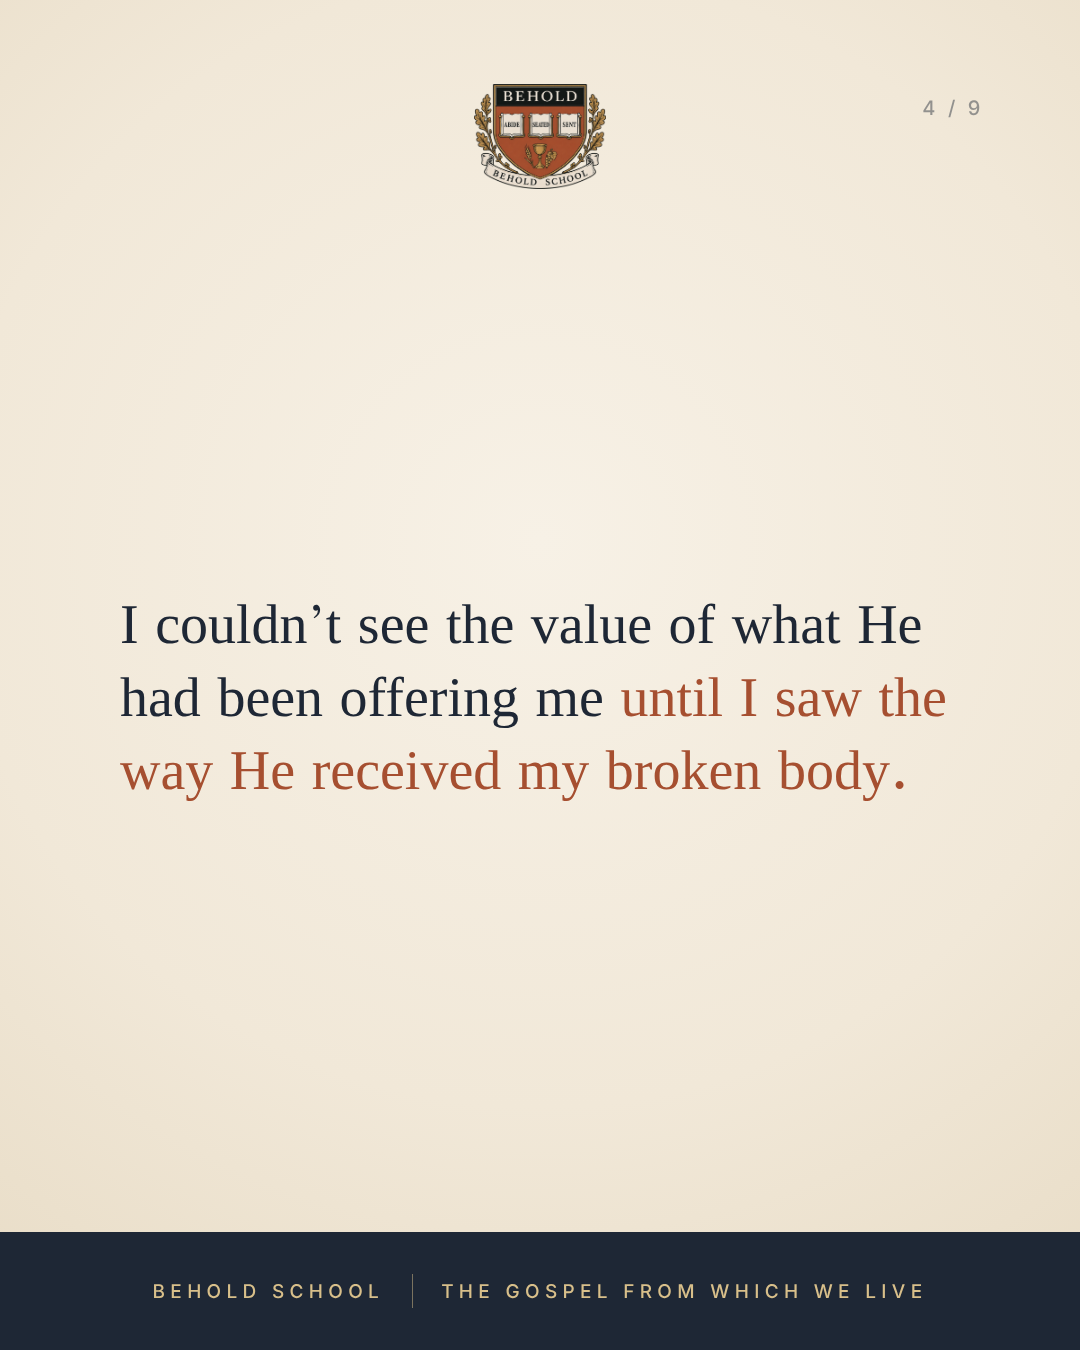 BEHOLD
ABIDE SEATED SENT
BEHOLD SCHOOL
4 / 9
I couldn’t see the value of what He
had been offering me until I saw the
way He received my broken body.
BEHOLD SCHOOL | THE GOSPEL FROM WHICH WE LIVE